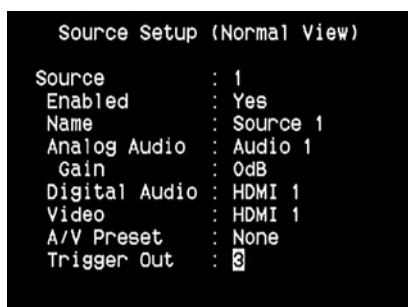 Source Setup (Normal View)
Source : 1
Enabled : Yes
Name : Source 1
Analog Audio : Audio 1
Gain : 0dB
Digital Audio : HDMI 1
Video : HDMI 1
A/V Preset : None
Trigger Out : 3